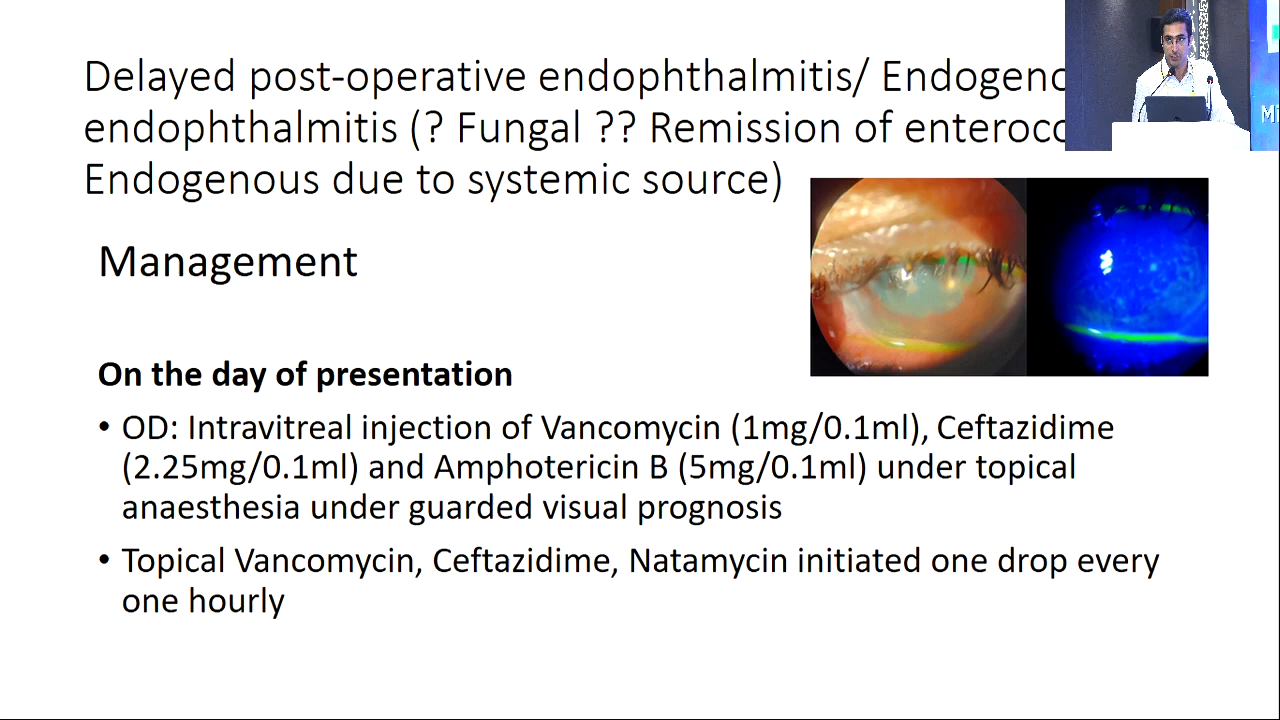 Delayed post-operative endophthalmitis/
endophthalmitis (? Fungal ?? Remission of
Endogenous due to systemic source)
Management
On the day of presentation
• OD: Intravitreal injection of Vancomycin (1mg/0.1ml), Ceftazidime
(2.25mg/0.1ml) and Amphotericin B (5mg/0.1ml) under topical
anaesthesia under guarded visual prognosis
• Topical Vancomycin, Ceftazidime, Natamycin initiated one drop every
one hourly